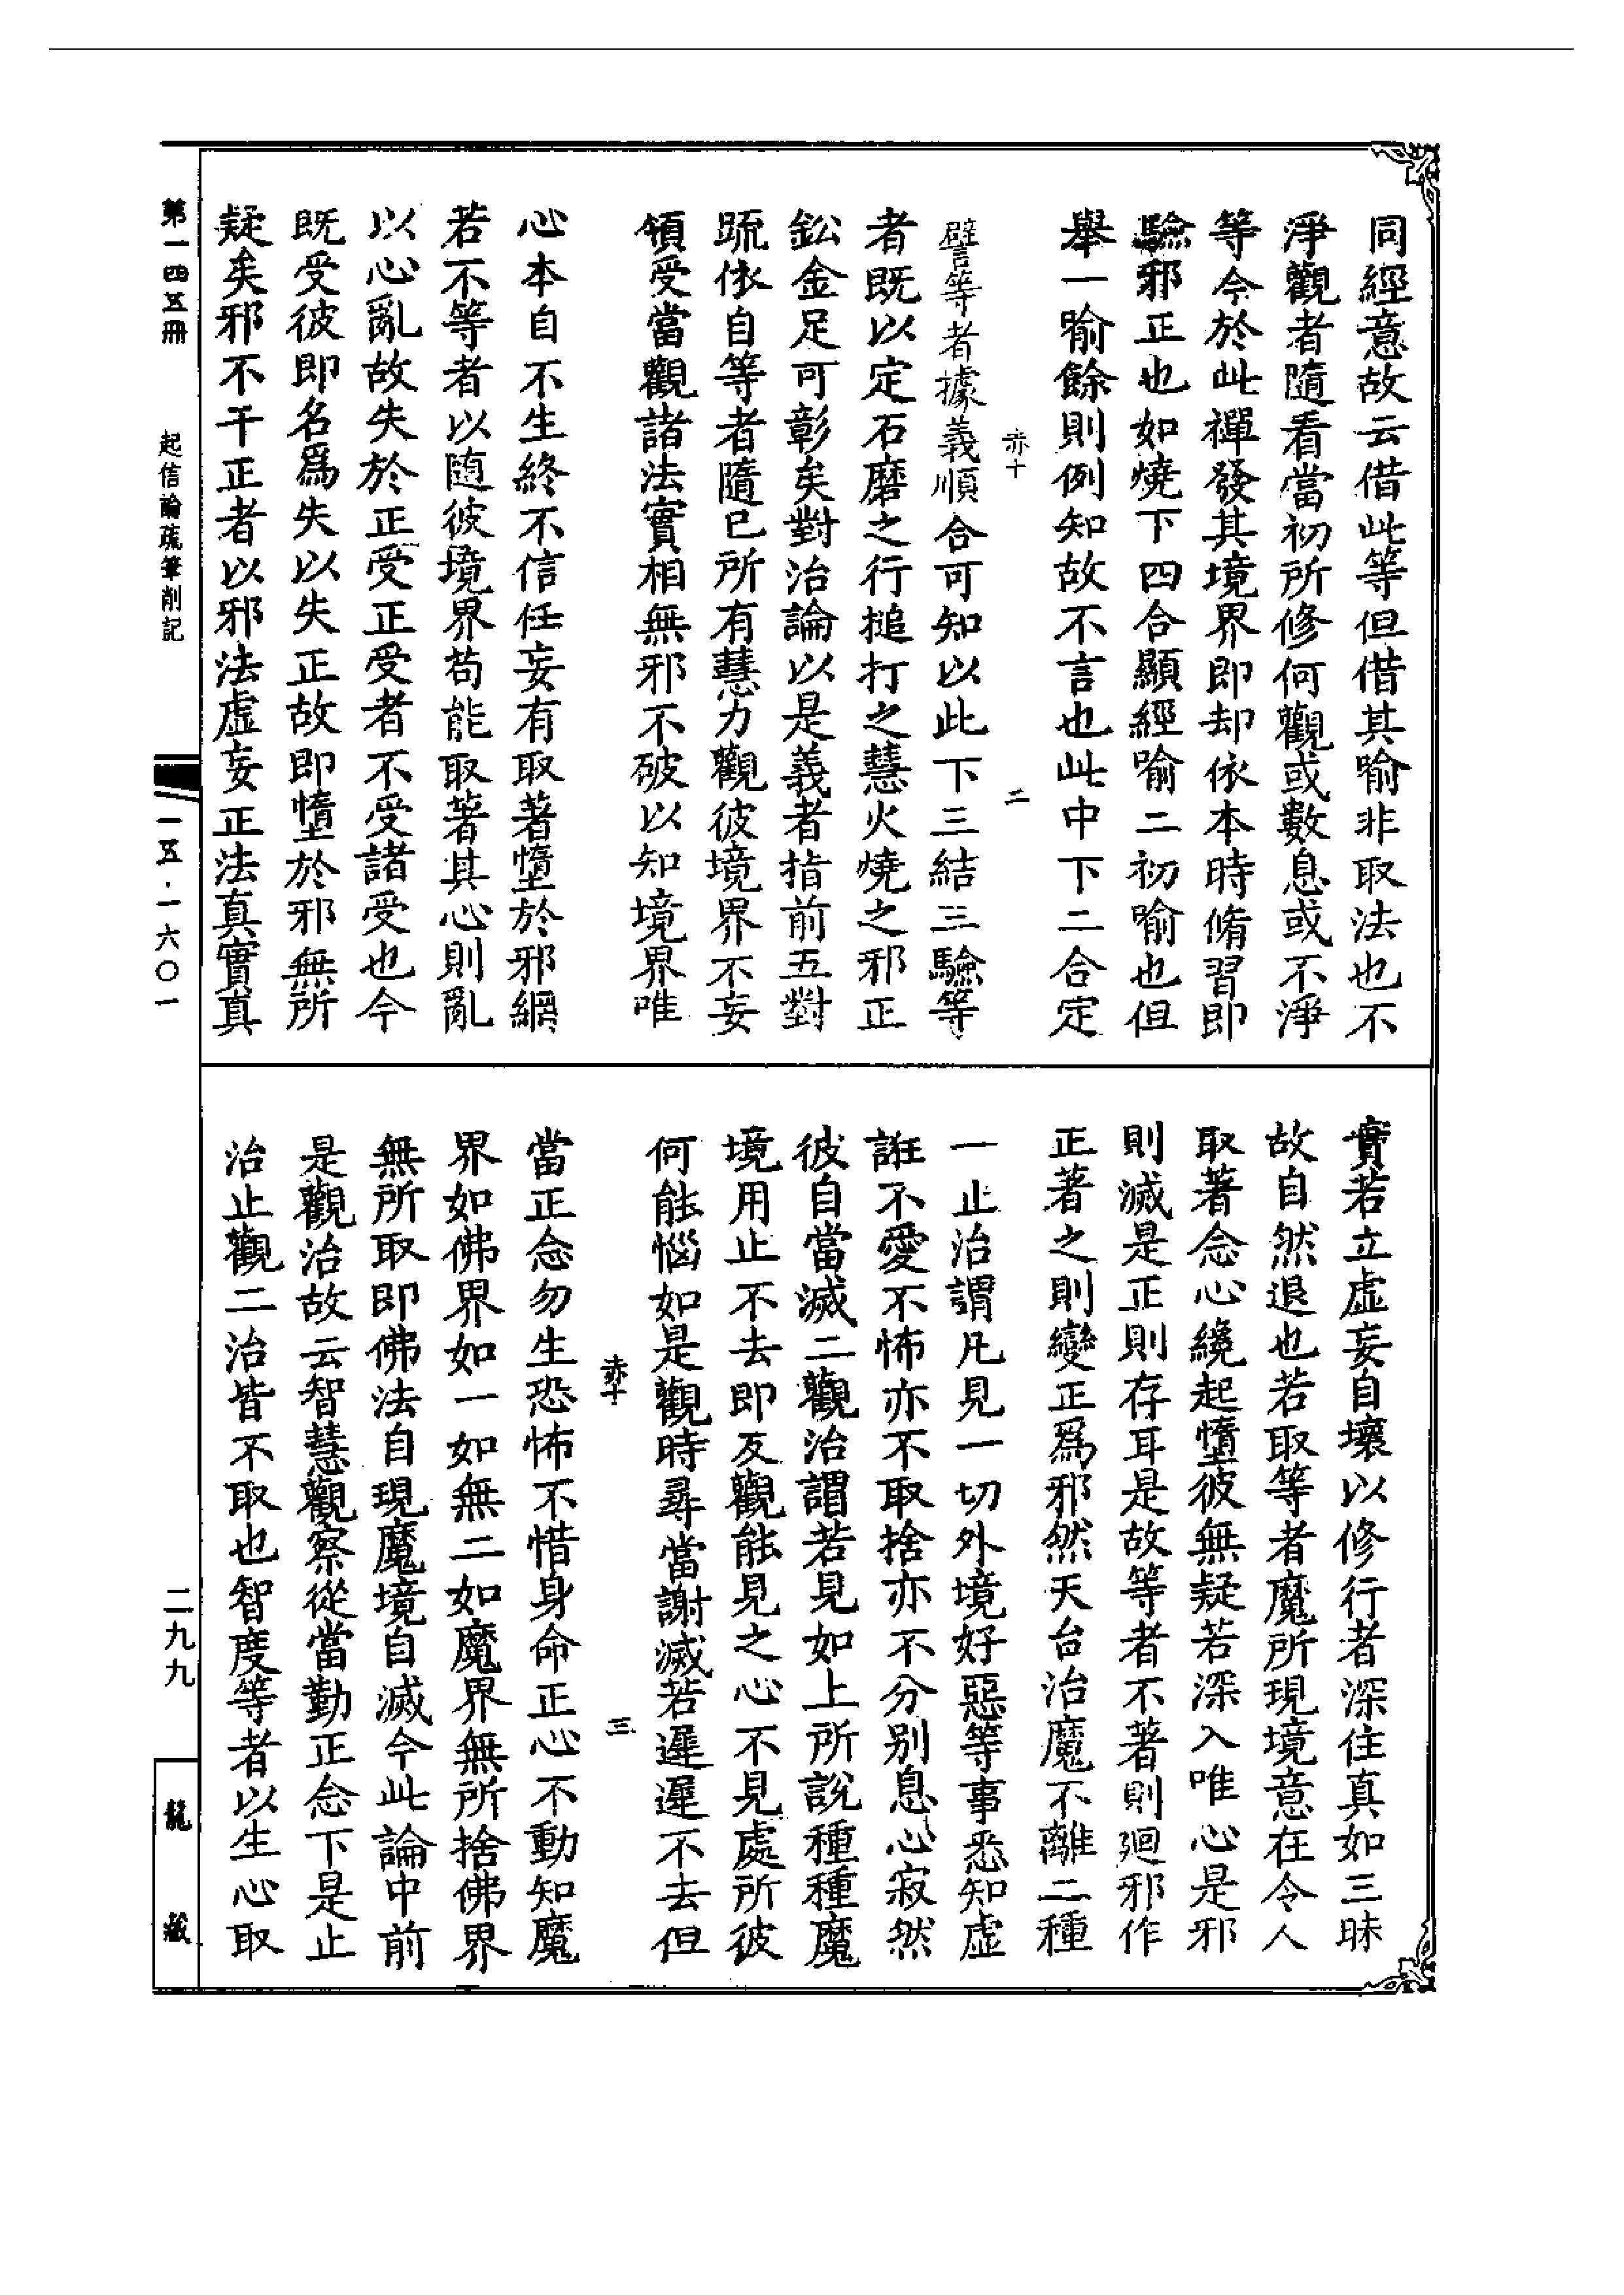 同經意故云借此等但借其喻非取法也不
淨觀者隨看當初所修何觀或數息或不淨
等令於此禪發其境界即却依本時脩習即
驗邪正也如燒下四合顯經喻二初喻也但
舉一喻餘則例知故不言也此中下二合定
赤十 二
譬等者據義順合可知以此下三結三驗等
者既以定石磨之行搥打之慧火燒之邪正
鈆金足可彰矣對治論以是義者指前五對
䟽依自等者隨已所有慧力觀彼境界不妄
領受當觀諸法實相無邪不破以知境界唯
心本自不生終不信任妄有取著墮於邪網
若不等者以随彼境界苟能取著其心則亂
以心亂故失於正受正受者不受諸受也今
既受彼即名爲失以失正故即墮於邪無所
疑矣邪不干正者以邪法虛妄正法真實真
實若立虛妄自壞以修行者深住真如三昧
故自然退也若取等者魔所現境意在令人
取著念心纔起墮彼無疑若深入唯心是邪
則滅是正則存耳是故等者不著則迴邪作
正著之則變正爲邪然天台治魔不離二種
一止治謂凡見一切外境好惡等事悉知虛
誑不愛不怖亦不取捨亦不分别息心寂然
彼自當滅二觀治謂若見如上所說種種魔
境用止不去即反觀能見之心不見處所彼
何能惱如是觀時尋當謝滅若遲遲不去但
赤十 三
當正念勿生恐怖不惜身命正心不動知魔
界如佛界如一如無二如魔界無所捨佛界
無所取即佛法自現魔境自滅今此論中前
是觀治故云智慧觀察從當勤正念下是止
治止觀二治皆不取也智度等者以生心取
第一四五冊 起信論疏筆削記 一五·一六〇一 二九九 龍藏